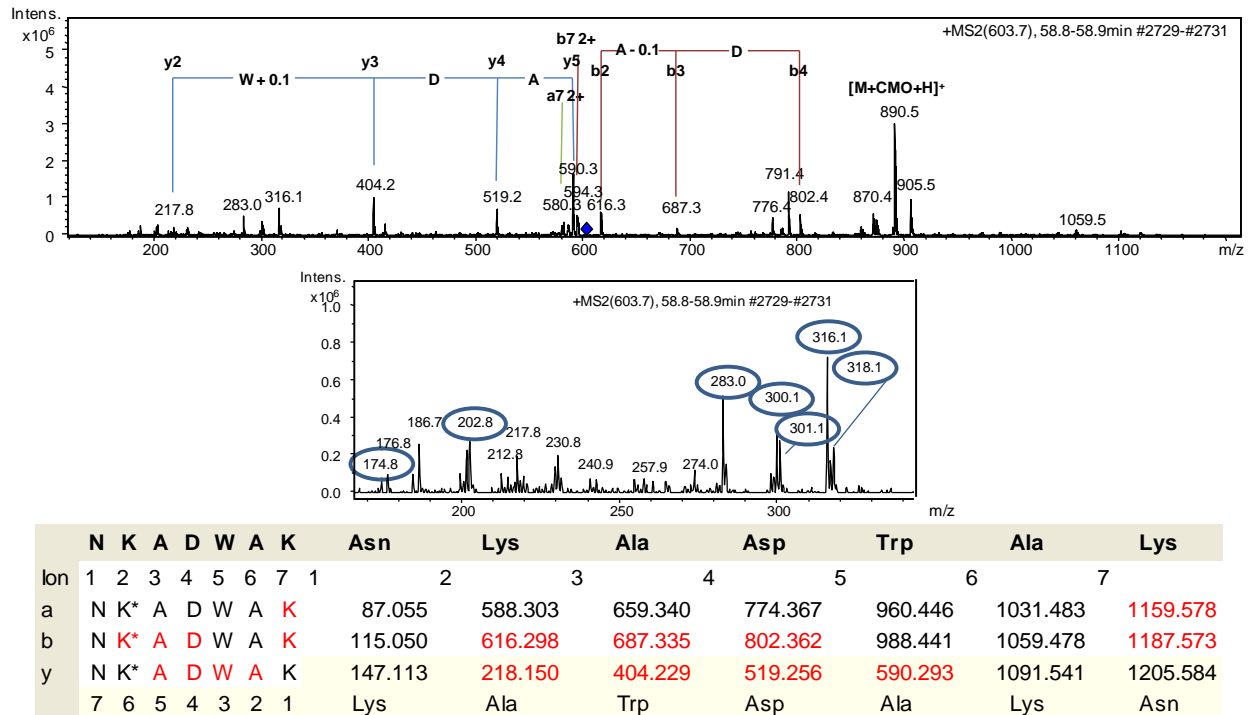 Intens.
x10⁶
+MS2(603.7), 58.8-58.9min #2729-#2731
5
4
3
2
1
0
y2
W + 0.1
y3
D
y4
A
y5
b7 2+
a7 2+
b2
A - 0.1
b3
D
b4
[M+CMO+H]⁺
217.8
283.0
316.1
404.2
519.2
580.3
590.3
594.3
616.3
687.3
776.4
791.4
802.4
870.4
890.5
905.5
1059.5
200 300 400 500 600 700 800 900 1000 1100 m/z
Intens.
x10⁶
+MS2(603.7), 58.8-58.9min #2729-#2731
1.0
0.8
0.6
0.4
0.2
0.0
174.8
176.8
186.7
202.8
212.8
217.8
230.8
240.9
257.9
274.0
283.0
300.1
301.1
316.1
318.1
200 250 300 m/z
N K A D W A K Asn Lys Ala Asp Trp Ala Lys
Ion 1 2 3 4 5 6 7 1 2 3 4 5 6 7
a N K* A D W A K 87.055 588.303 659.340 774.367 960.446 1031.483 1159.578
b N K* A D W A K 115.050 616.298 687.335 802.362 988.441 1059.478 1187.573
y N K* A D W A K 147.113 218.150 404.229 519.256 590.293 1091.541 1205.584
7 6 5 4 3 2 1 Lys Ala Trp Asp Ala Lys Asn